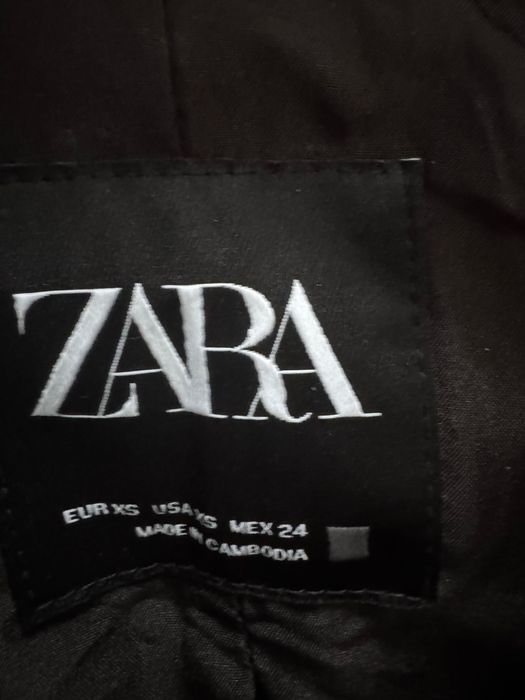 ZARA
EUR XS USA XS MEX 24
MADE IN CAMBODIA